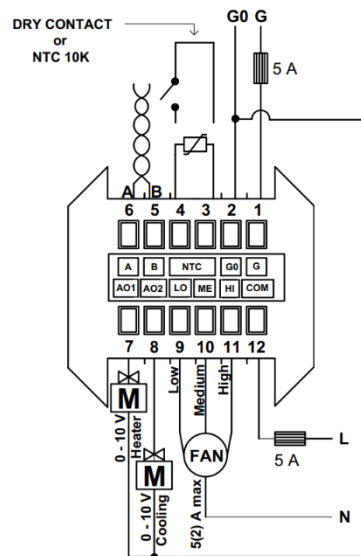 DRY CONTACT
or
NTC 10K
G0 G
5 A
A B
6 5 4 3 2 1
A B NTC G0 G
AO1 AO2 LO ME HI COM
7 8 9 10 11 12
Low
Medium
High
M
0 - 10 V
Heater
M
0 - 10 V
Cooling
FAN
5(2) A max
5 A
L
N